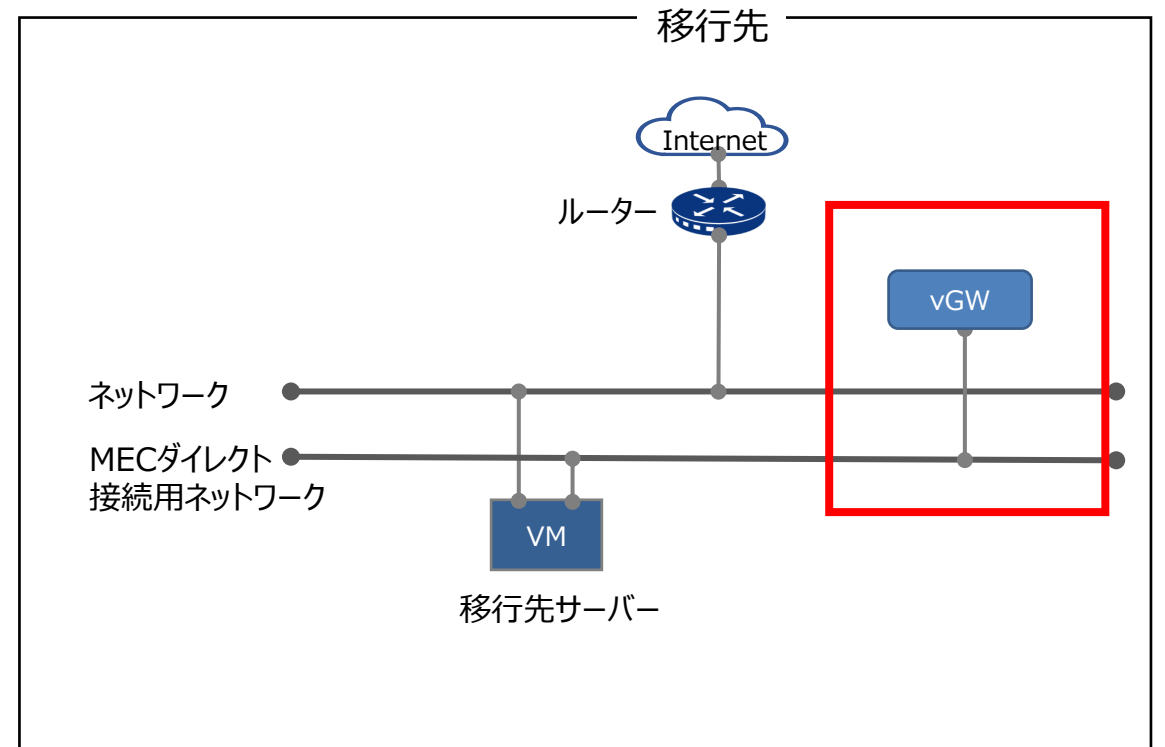 移行先
Internet
ルーター
vGW
ネットワーク
MECダイレクト
接続用ネットワーク
VM
移行先サーバー